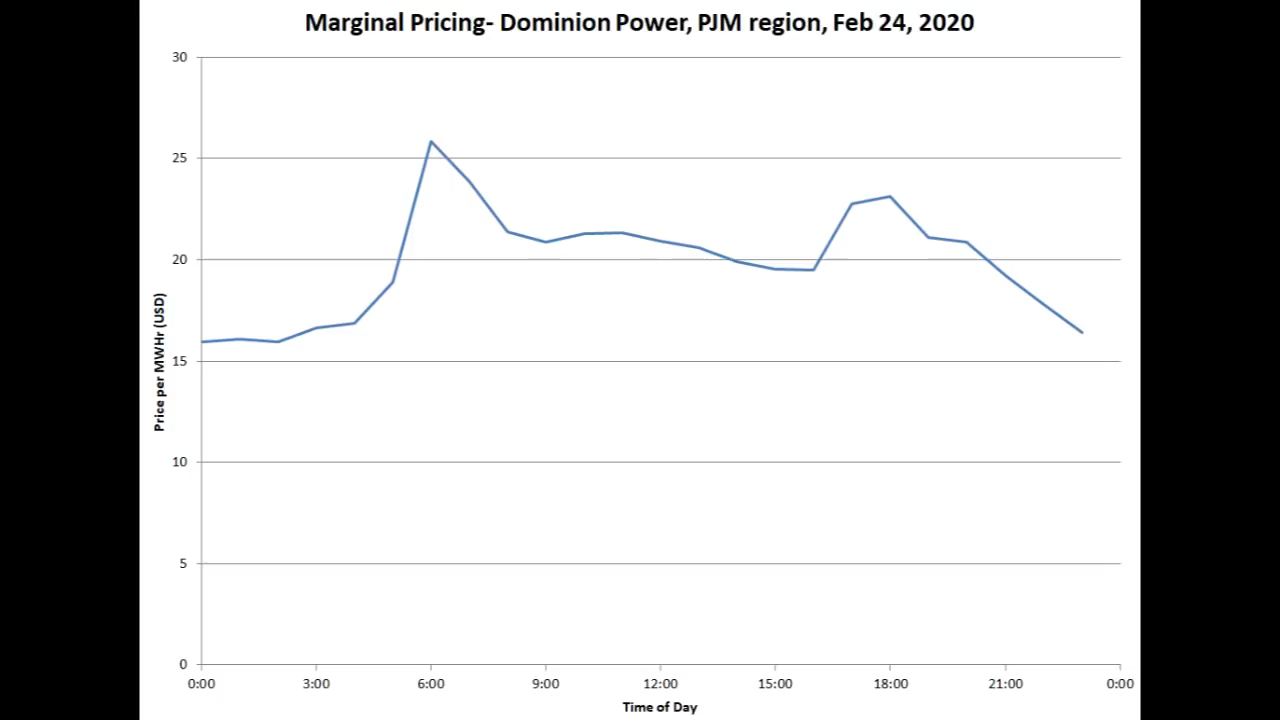 Marginal Pricing- Dominion Power, PJM region, Feb 24, 2020
30
25
20
15
10
5
0
Price per MWHr (USD)
0:00 3:00 6:00 9:00 12:00 15:00 18:00 21:00 0:00
Time of Day